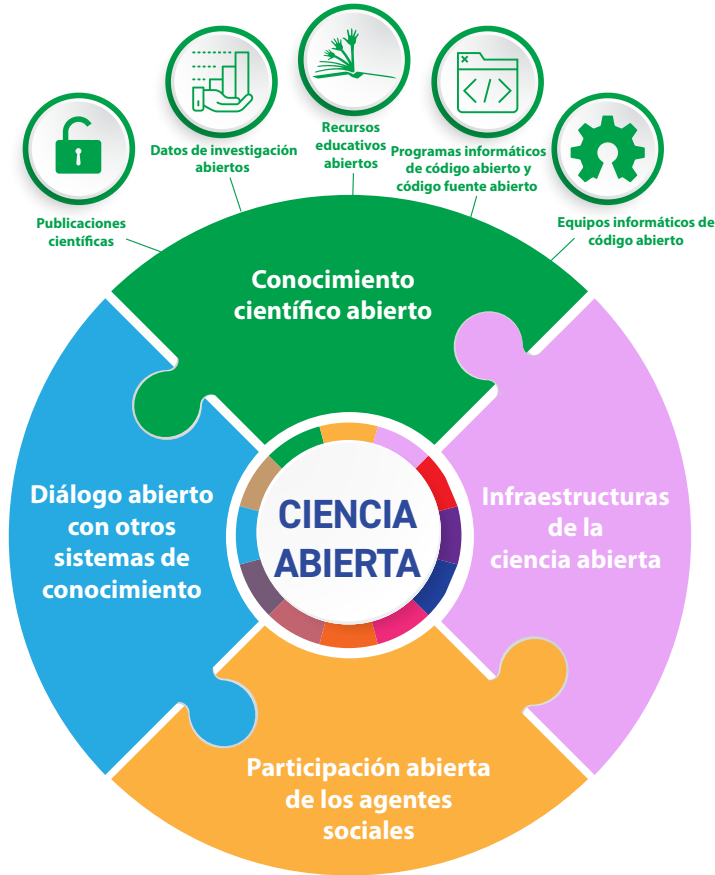 Publicaciones
científicas
Datos de investigación
abiertos
Recursos
educativos
abiertos
Programas informáticos
de código abierto y
código fuente abierto
Equipos informáticos de
código abierto
Conocimiento
científico abierto
Diálogo abierto
con otros
sistemas de
conocimiento
CIENCIA
ABIERTA
Infraestructuras
de la
ciencia abierta
Participación abierta
de los agentes
sociales